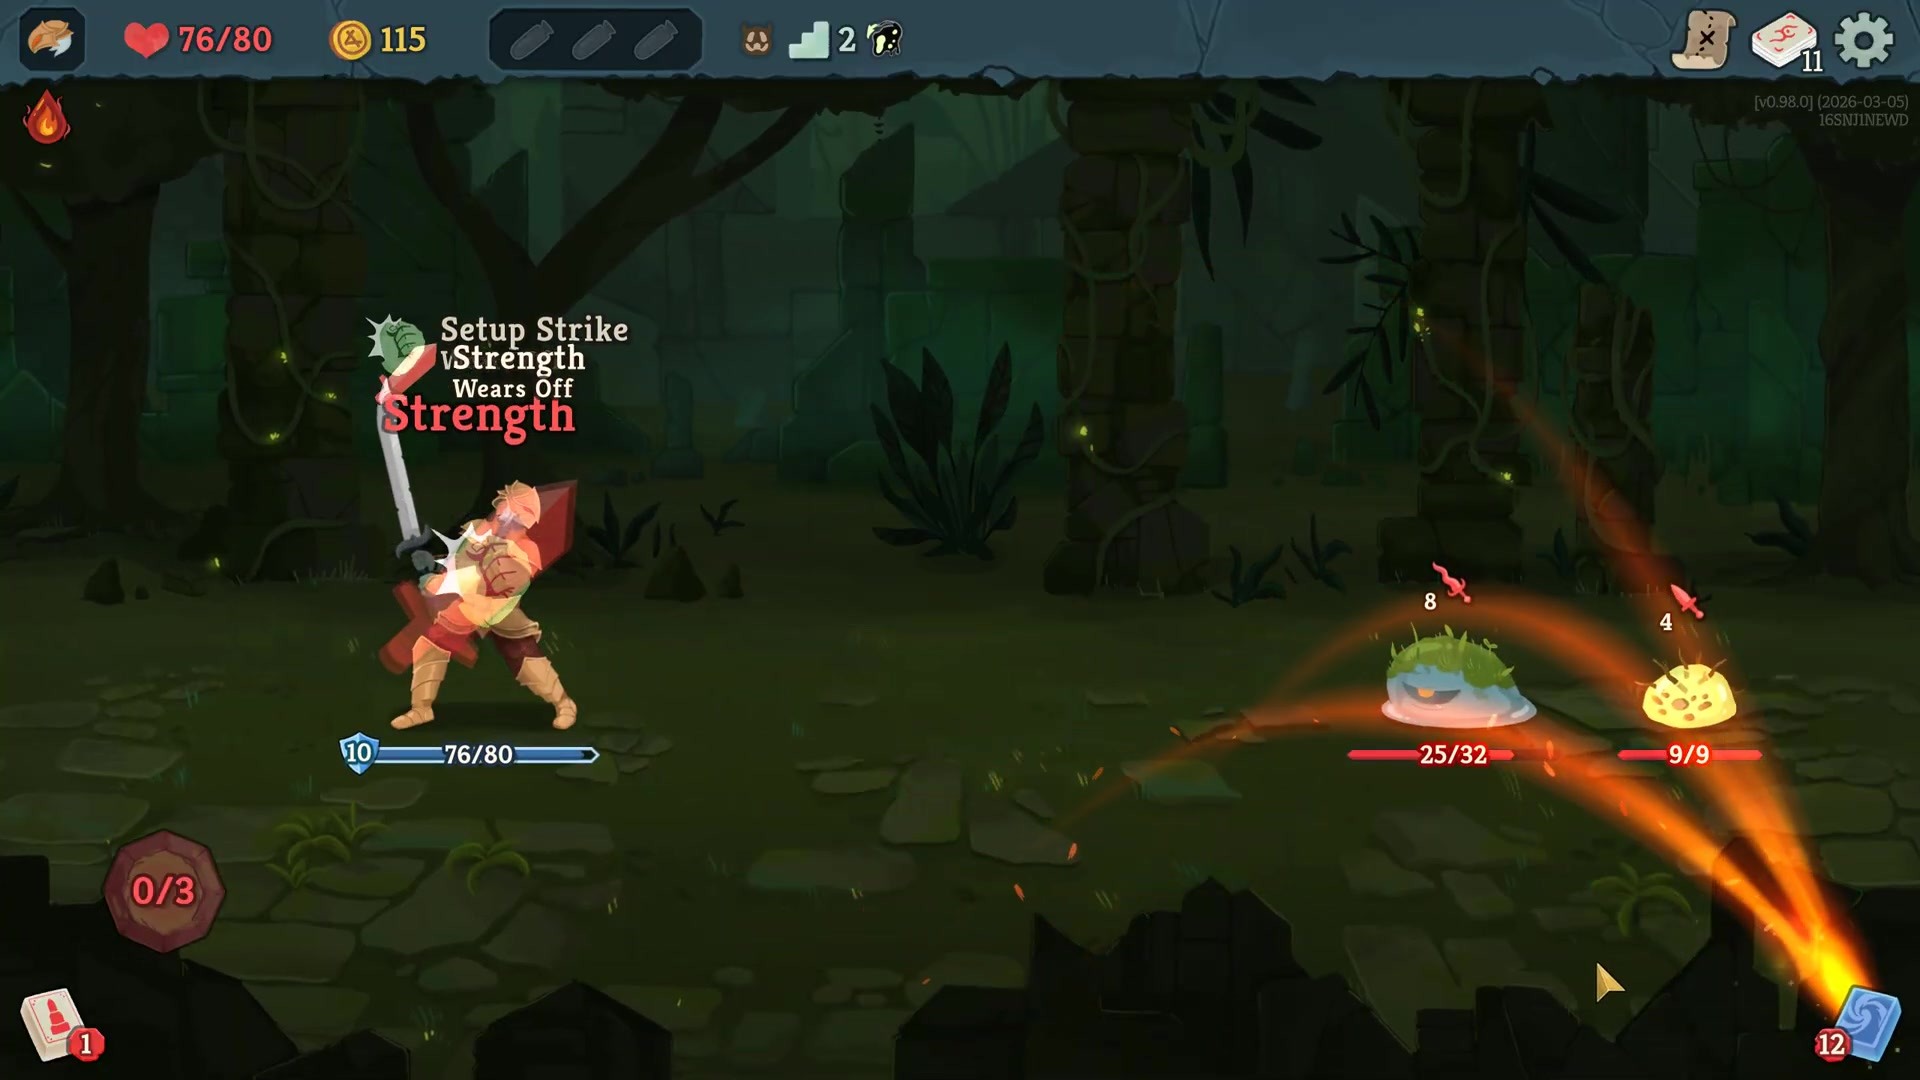 76/80
115
2
11
[v0.98.0] (2026-03-05)
16SNJ1NEWD
Setup Strike
Strength
Wears Off
Strength
8
4
10
76/80
25/32
9/9
0/3
1
12